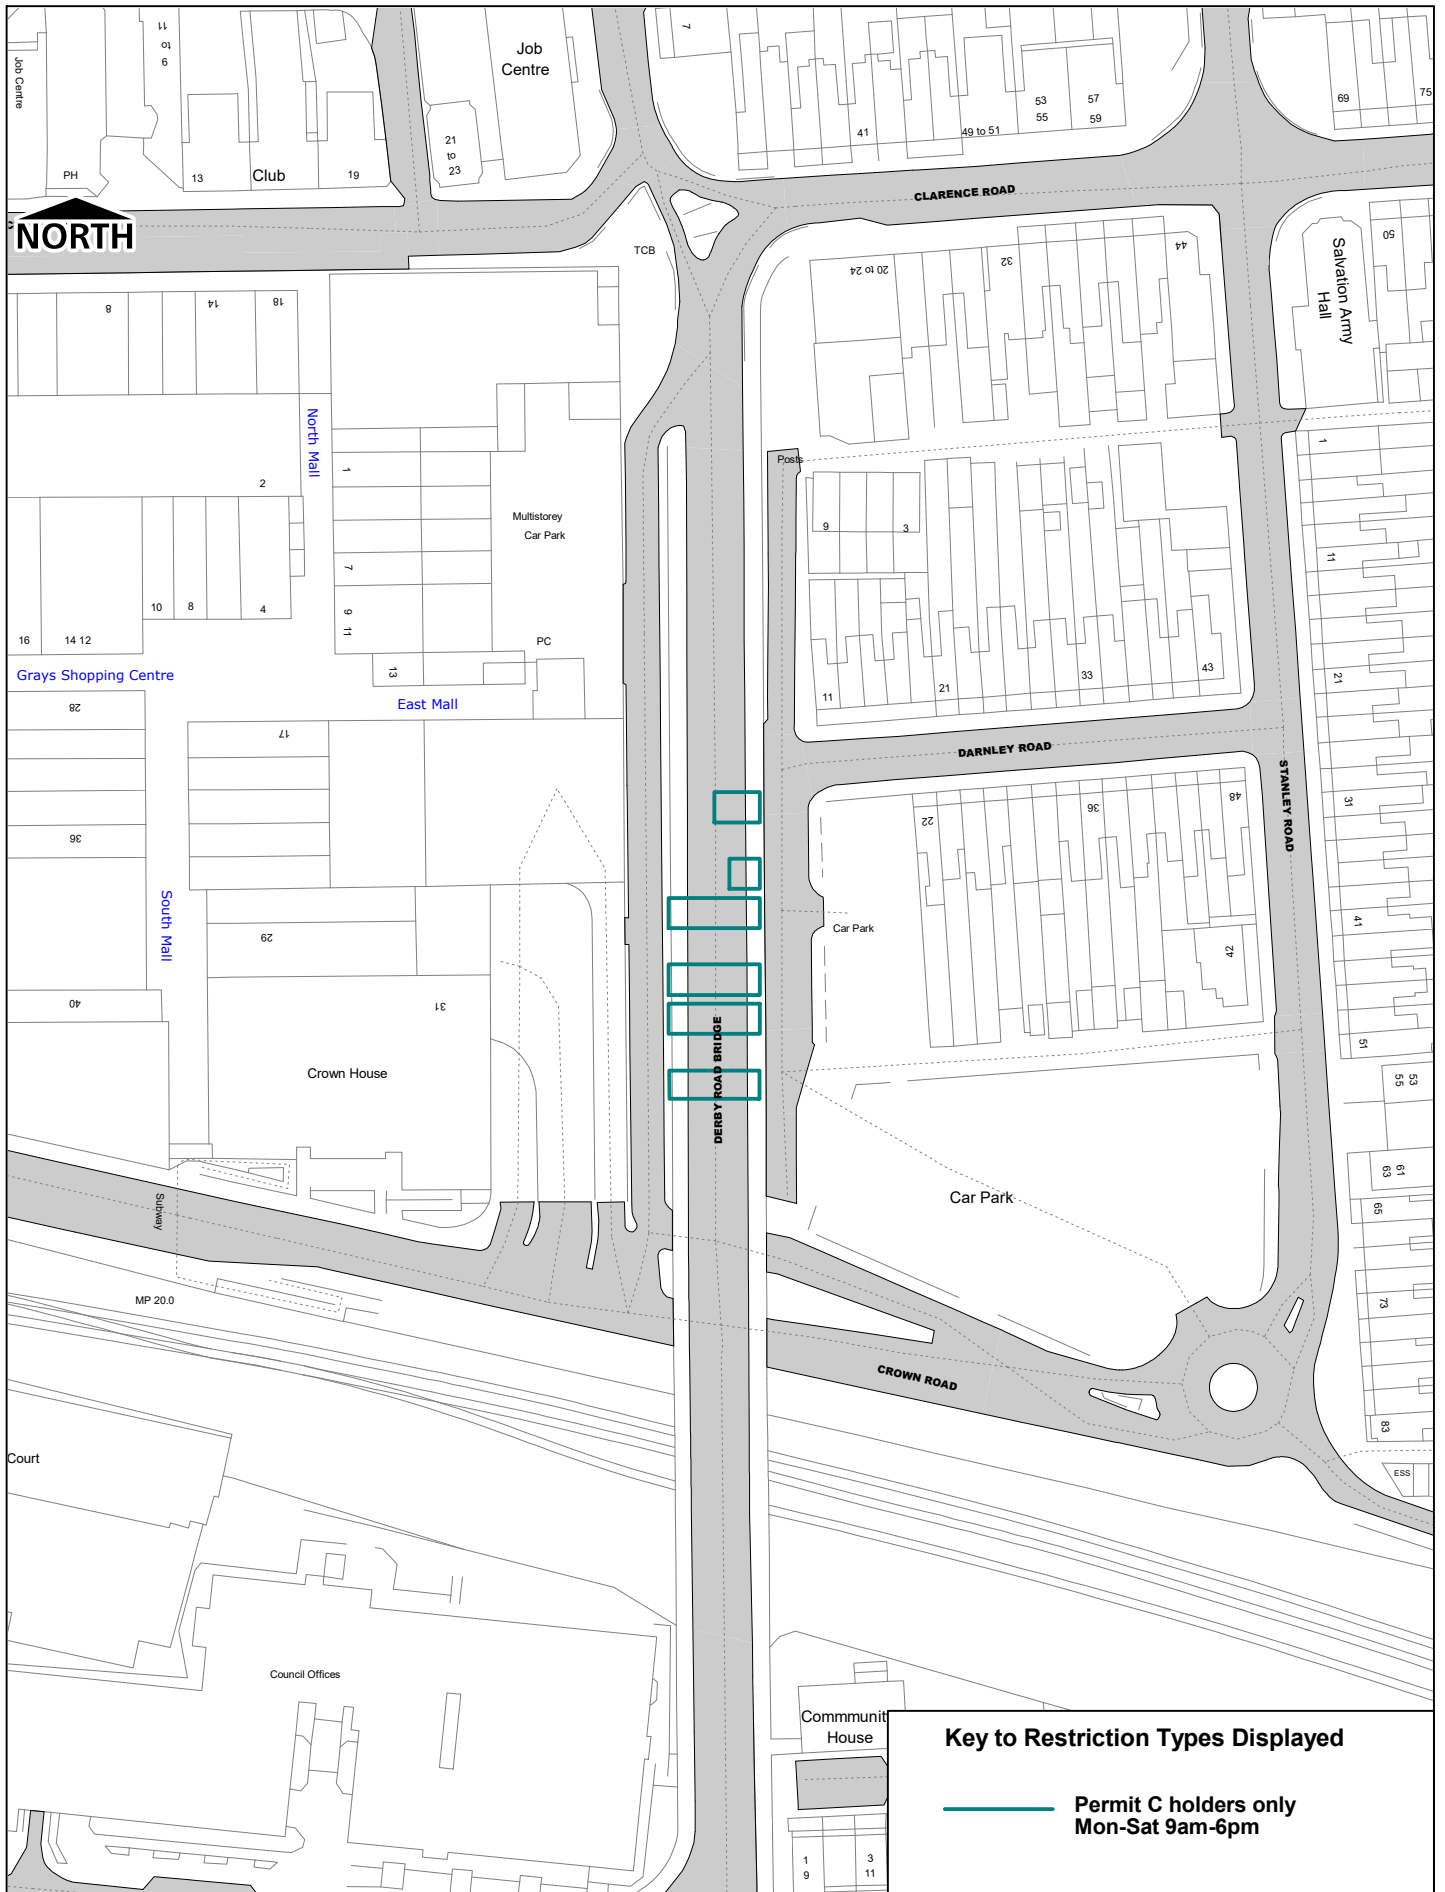 11
to
9
Job Centre
PH
13
Club
19
21
to
23
Job
Centre
7
41
49 to 51
53
55
57
59
69
75
CLARENCE ROAD
NORTH
TCB
20 to 24
32
44
Salvation Army
Hall
50
8
14
18
North Mall
2
1
7
9
11
13
Multistorey
Car Park
PC
Posts
9
3
10
8
4
16
14 12
Grays Shopping Centre
East Mall
11
21
33
43
1
11
21
31
41
51
DARNLEY ROAD
STANLEY ROAD
28
17
36
South Mall
29
40
31
Crown House
22
36
48
42
Car Park
DERBY ROAD BRIDGE
53
55
61
63
65
73
83
Subway
MP 20.0
Car Park
CROWN ROAD
ESS
Court
Council Offices
Commmunit
House
1
9
3
11
Key to Restriction Types Displayed
Permit C holders only
Mon-Sat 9am-6pm